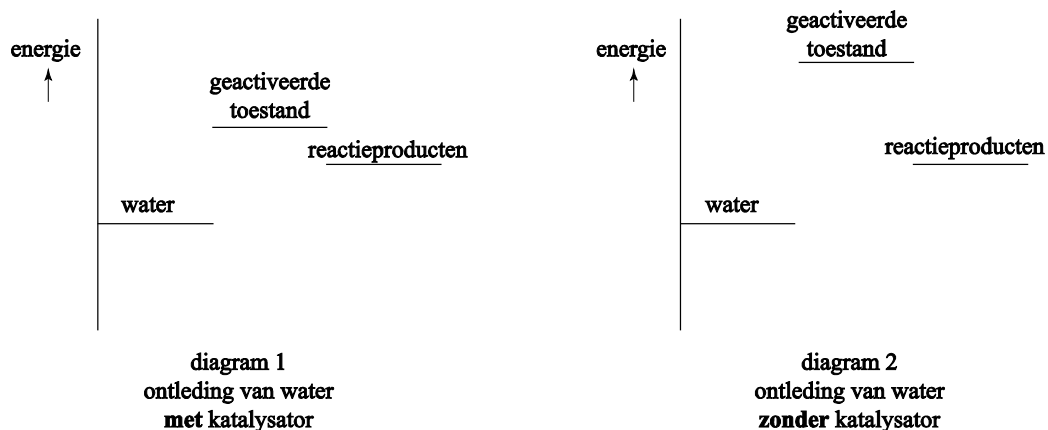 energie
geactiveerde
toestand
reactieproducten
water
diagram 1
ontleding van water
met katalysator
energie
geactiveerde
toestand
reactieproducten
water
diagram 2
ontleding van water
zonder katalysator